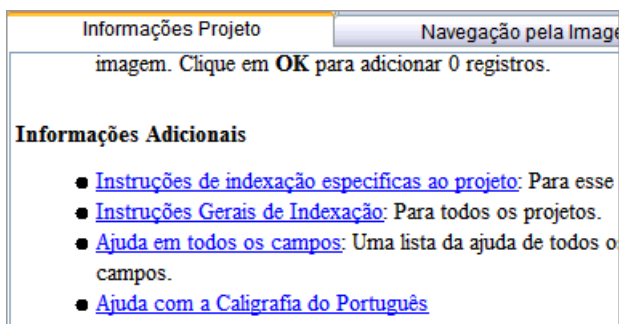 Informações Projeto
Navegação pela Image
imagem. Clique em OK para adicionar 0 registros.
Informações Adicionais
Instruções de indexação especificas ao projeto: Para esse
Instruções Gerais de Indexação: Para todos os projetos.
Ajuda em todos os campos: Uma lista da ajuda de todos o
campos.
Ajuda com a Caligrafia do Português